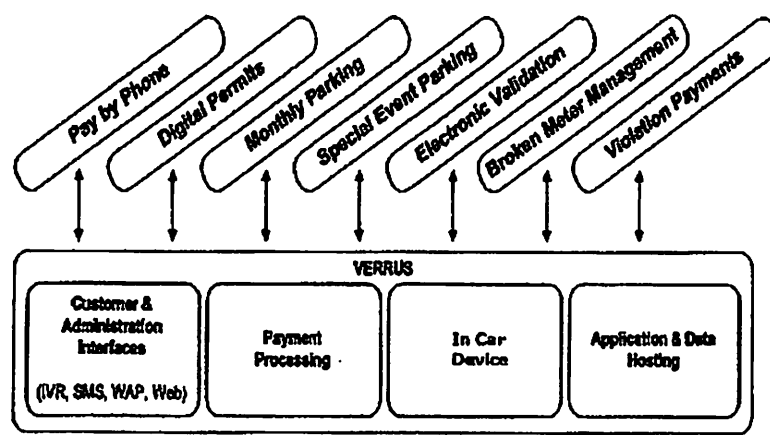 Pay by Phone
Digital Permits
Monthly Parking
Special Event Parking
Electronic Validation
Broken Meter Management
Violation Payments
VERRUS
Customer &
Administration
Interfaces
(IVR, SMS, WAP, Web)
Payment
Processing
In Car
Device
Application & Data
Hosting